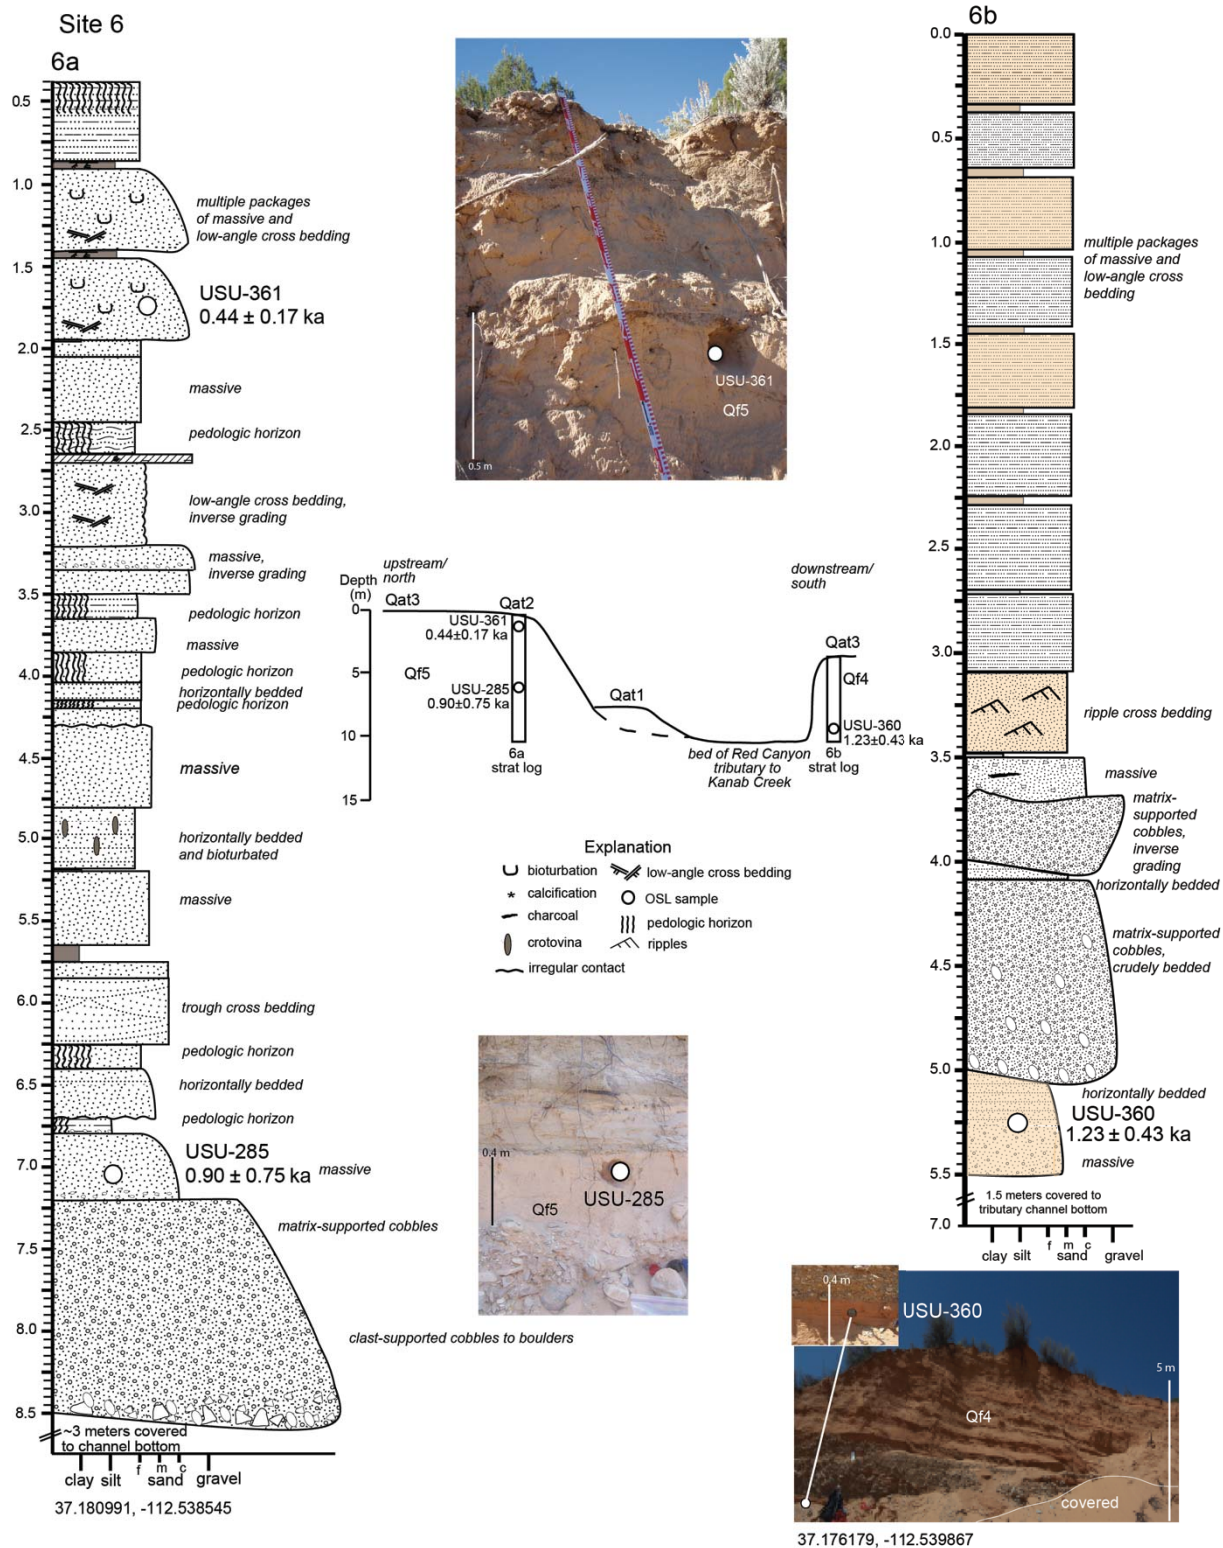 Site 6
6a
0.5
1.0
1.5
2.0
2.5
3.0
3.5
4.0
4.5
5.0
5.5
6.0
6.5
7.0
7.5
8.0
8.5
multiple packages
of massive and
low-angle cross bedding
USU-361
0.44 ± 0.17 ka
massive
pedologic horizon
low-angle cross bedding,
inverse grading
massive,
inverse grading
pedologic horizon
massive
pedologic horizon
horizontally bedded
pedologic horizon
massive
horizontally bedded
and bioturbated
massive
trough cross bedding
pedologic horizon
horizontally bedded
pedologic horizon
USU-285
0.90 ± 0.75 ka
massive
matrix-supported cobbles
clast-supported cobbles to boulders
~3 meters covered
to channel bottom
f m c
clay silt sand gravel
37.180991, -112.538545
USU-361
Qf5
0.5 m
upstream/
north
downstream/
south
Depth
(m)
0
5
10
15
Qat3
Qat2
USU-361
0.44±0.17 ka
Qf5
USU-285
0.90±0.75 ka
6a
strat log
Qat1
bed of Red Canyon
tributary to
Kanab Creek
Qat3
Qf4
USU-360
1.23±0.43 ka
6b
strat log
Explanation
bioturbation
calcification
charcoal
crotovina
irregular contact
low-angle cross bedding
OSL sample
pedologic horizon
ripples
0.4 m
USU-285
Qf5
6b
0.0
0.5
1.0
1.5
2.0
2.5
3.0
3.5
4.0
4.5
5.0
5.5
7.0
multiple packages
of massive and
low-angle cross
bedding
ripple cross bedding
massive
matrix-
supported
cobbles,
inverse
grading
horizontally bedded
matrix-supported
cobbles,
crudely bedded
horizontally bedded
USU-360
1.23 ± 0.43 ka
massive
1.5 meters covered to
tributary channel bottom
f m c
clay silt sand gravel
0.4 m
USU-360
5 m
Qf4
covered
37.176179, -112.539867